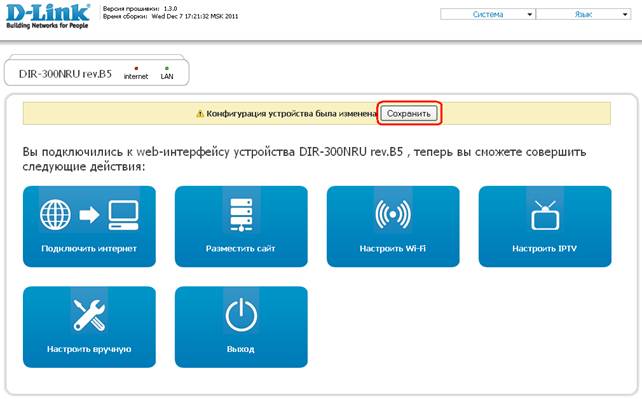 D-Link
Building Networks for People
Версия прошивки: 1.3.0
Время сборки: Wed Dec 7 17:21:32 MSK 2011
Система
Язык
DIR-300NRU rev.B5
internet
LAN
Конфигурация устройства была изменена
Сохранить
Вы подключились к web-интерфейсу устройства DIR-300NRU rev.B5 , теперь вы сможете совершить
следующие действия:
Подключить интернет
Разместить сайт
Настроить Wi-Fi
Настроить IPTV
Настроить вручную
Выход